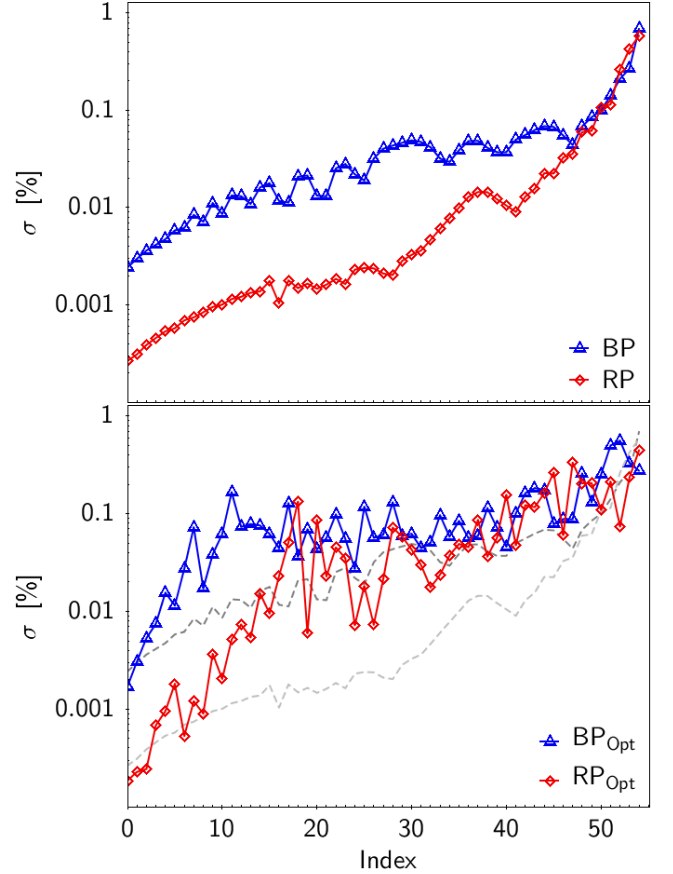 1
0.1
0.01
0.001
σ [%]
BP
RP
1
0.1
0.01
0.001
σ [%]
BP_Opt
RP_Opt
0 10 20 30 40 50
Index